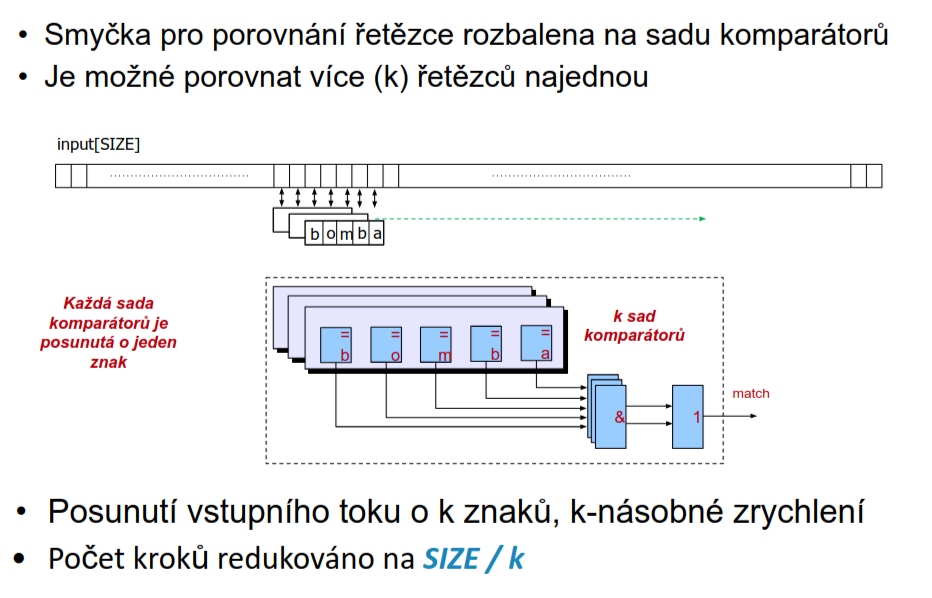 • Smyčka pro porovnání řetězce rozbalena na sadu komparátorů
• Je možné porovnat více (k) řetězců najednou
input[SIZE]
b o m b a
Každá sada
komparátorů je
posunutá o jeden
znak
= = = = =
b o m b a
k sad
komparátorů
& 1
match
• Posunutí vstupního toku o k znaků, k-násobné zrychlení
• Počet kroků redukováno na SIZE / k